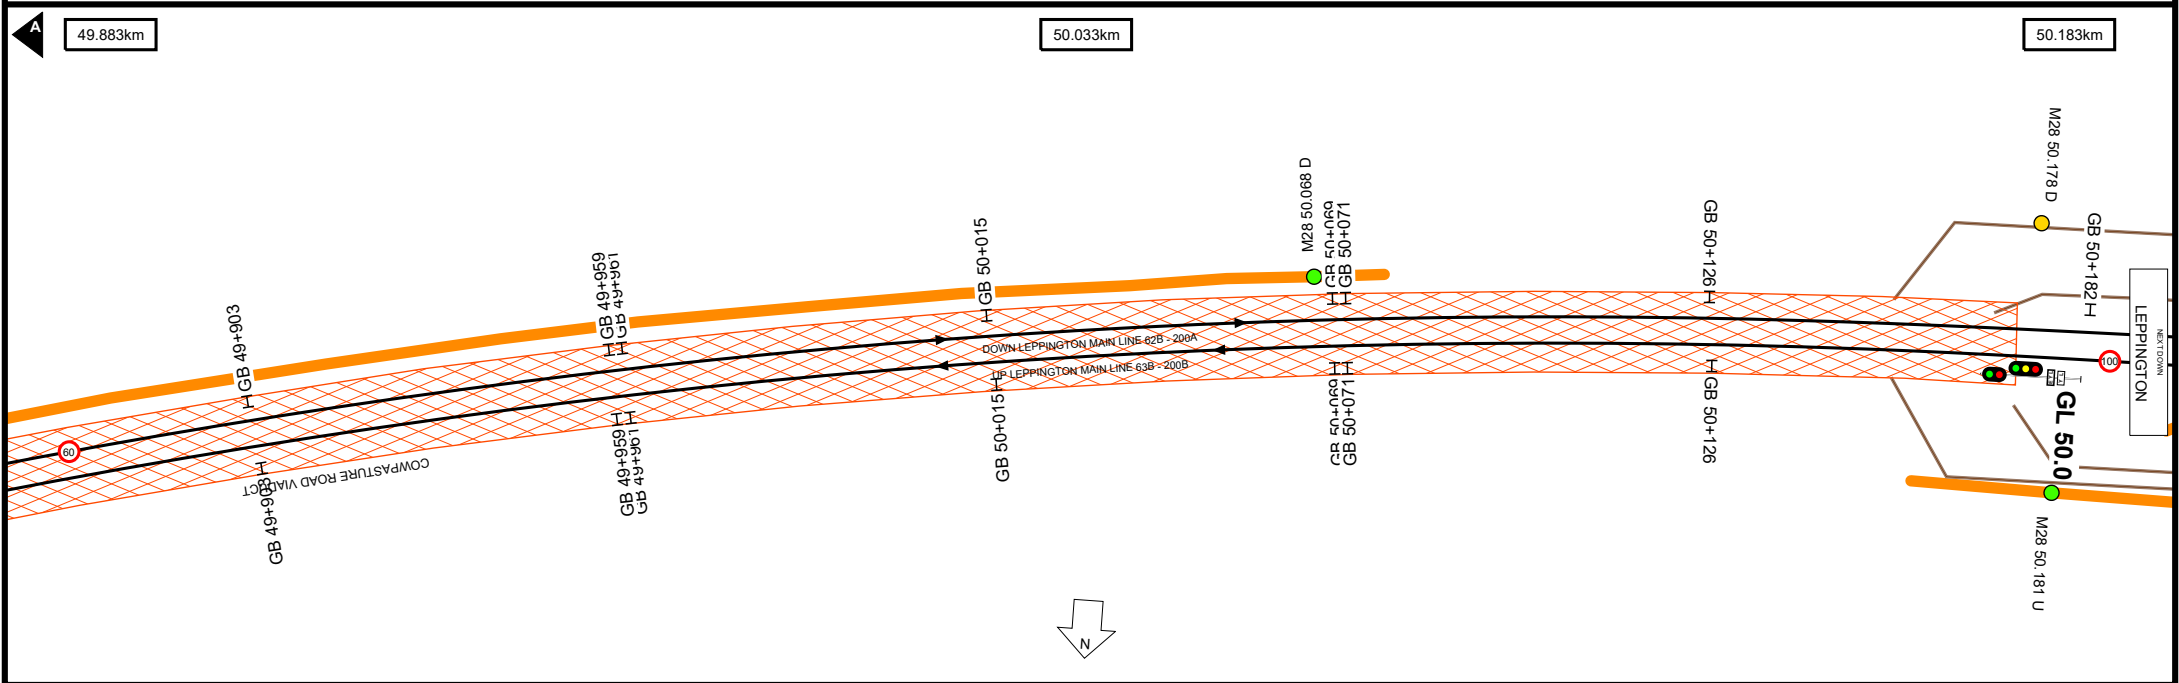 A
49.883km
50.033km
50.183km
M28 50.178 D
M28 50.068 D
GB 50+182
GB 50+126
GB 50+069
GB 50+071
GB 50+015
GB 49+959
GB 49+961
GB 49+903
DOWN LEPPINGTON MAIN LINE 62B - 200A
UP LEPPINGTON MAIN LINE 63B - 200B
60
100
LEPPINGTON
NEXT DOWN
GL 50.0
COWPASTURE ROAD VIADUCT
GB 49+903
GB 49+959
GB 49+961
GB 50+015
GB 50+069
GB 50+071
GB 50+126
M28 50.181 U
N